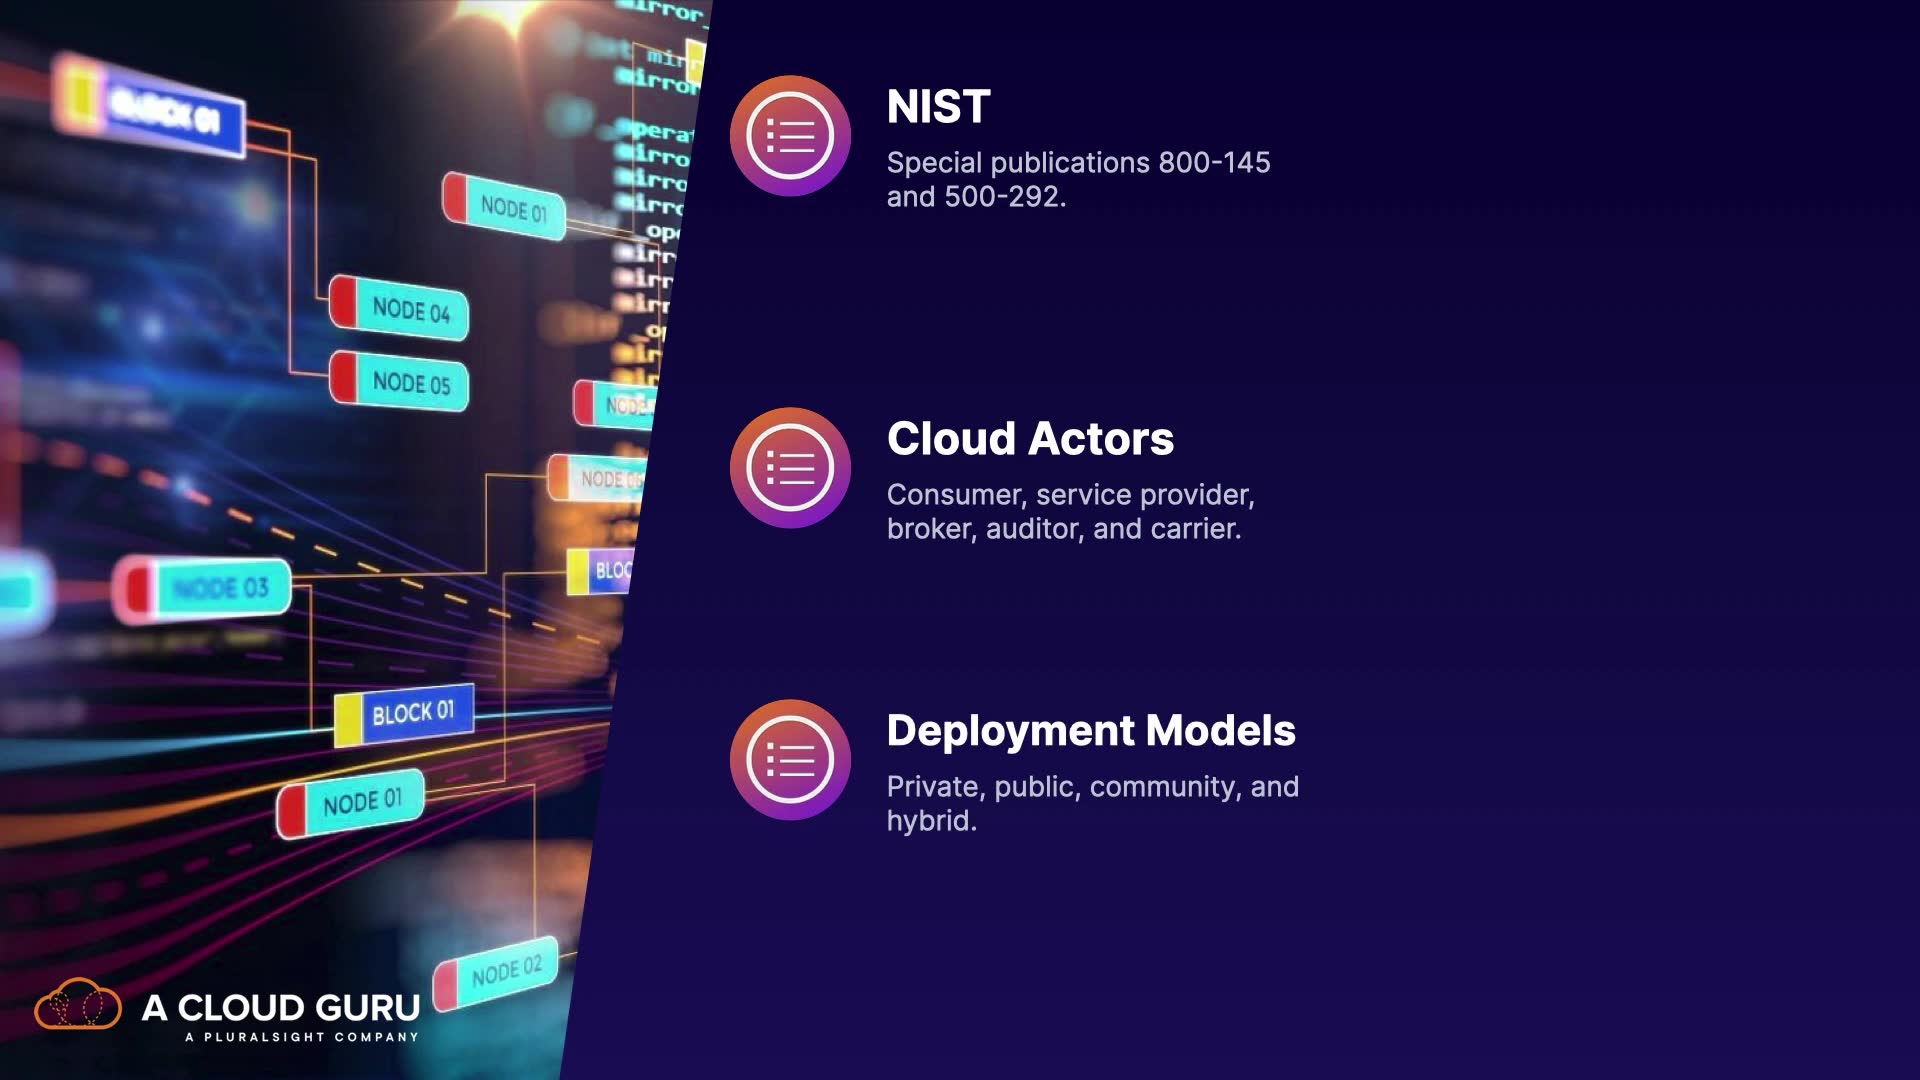 NIST
Special publications 800-145
and 500-292.
Cloud Actors
Consumer, service provider,
broker, auditor, and carrier.
Deployment Models
Private, public, community, and
hybrid.
BLOCK 01
NODE 01
NODE 04
NODE 05
NODE 06
NODE 03
BLOCK 01
NODE 01
NODE 02
A CLOUD GURU
A PLURALSIGHT COMPANY